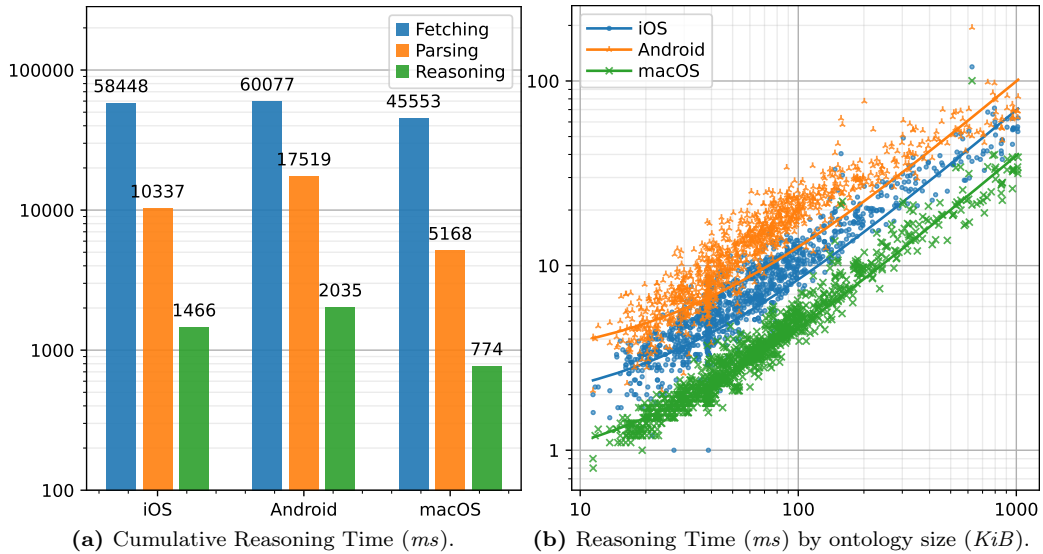 Fetching
Parsing
Reasoning
100000
10000
1000
100
58448
10337
1466
60077
17519
2035
45553
5168
774
iOS
Android
macOS
(a) Cumulative Reasoning Time (ms).
iOS
Android
macOS
100
10
1
10
100
1000
(b) Reasoning Time (ms) by ontology size (KiB).